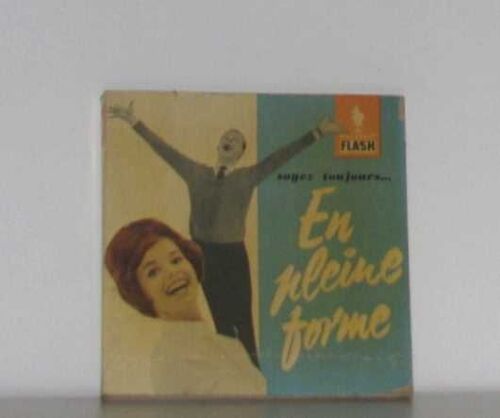 FLASH
soyez toujours...
En
pleine
forme